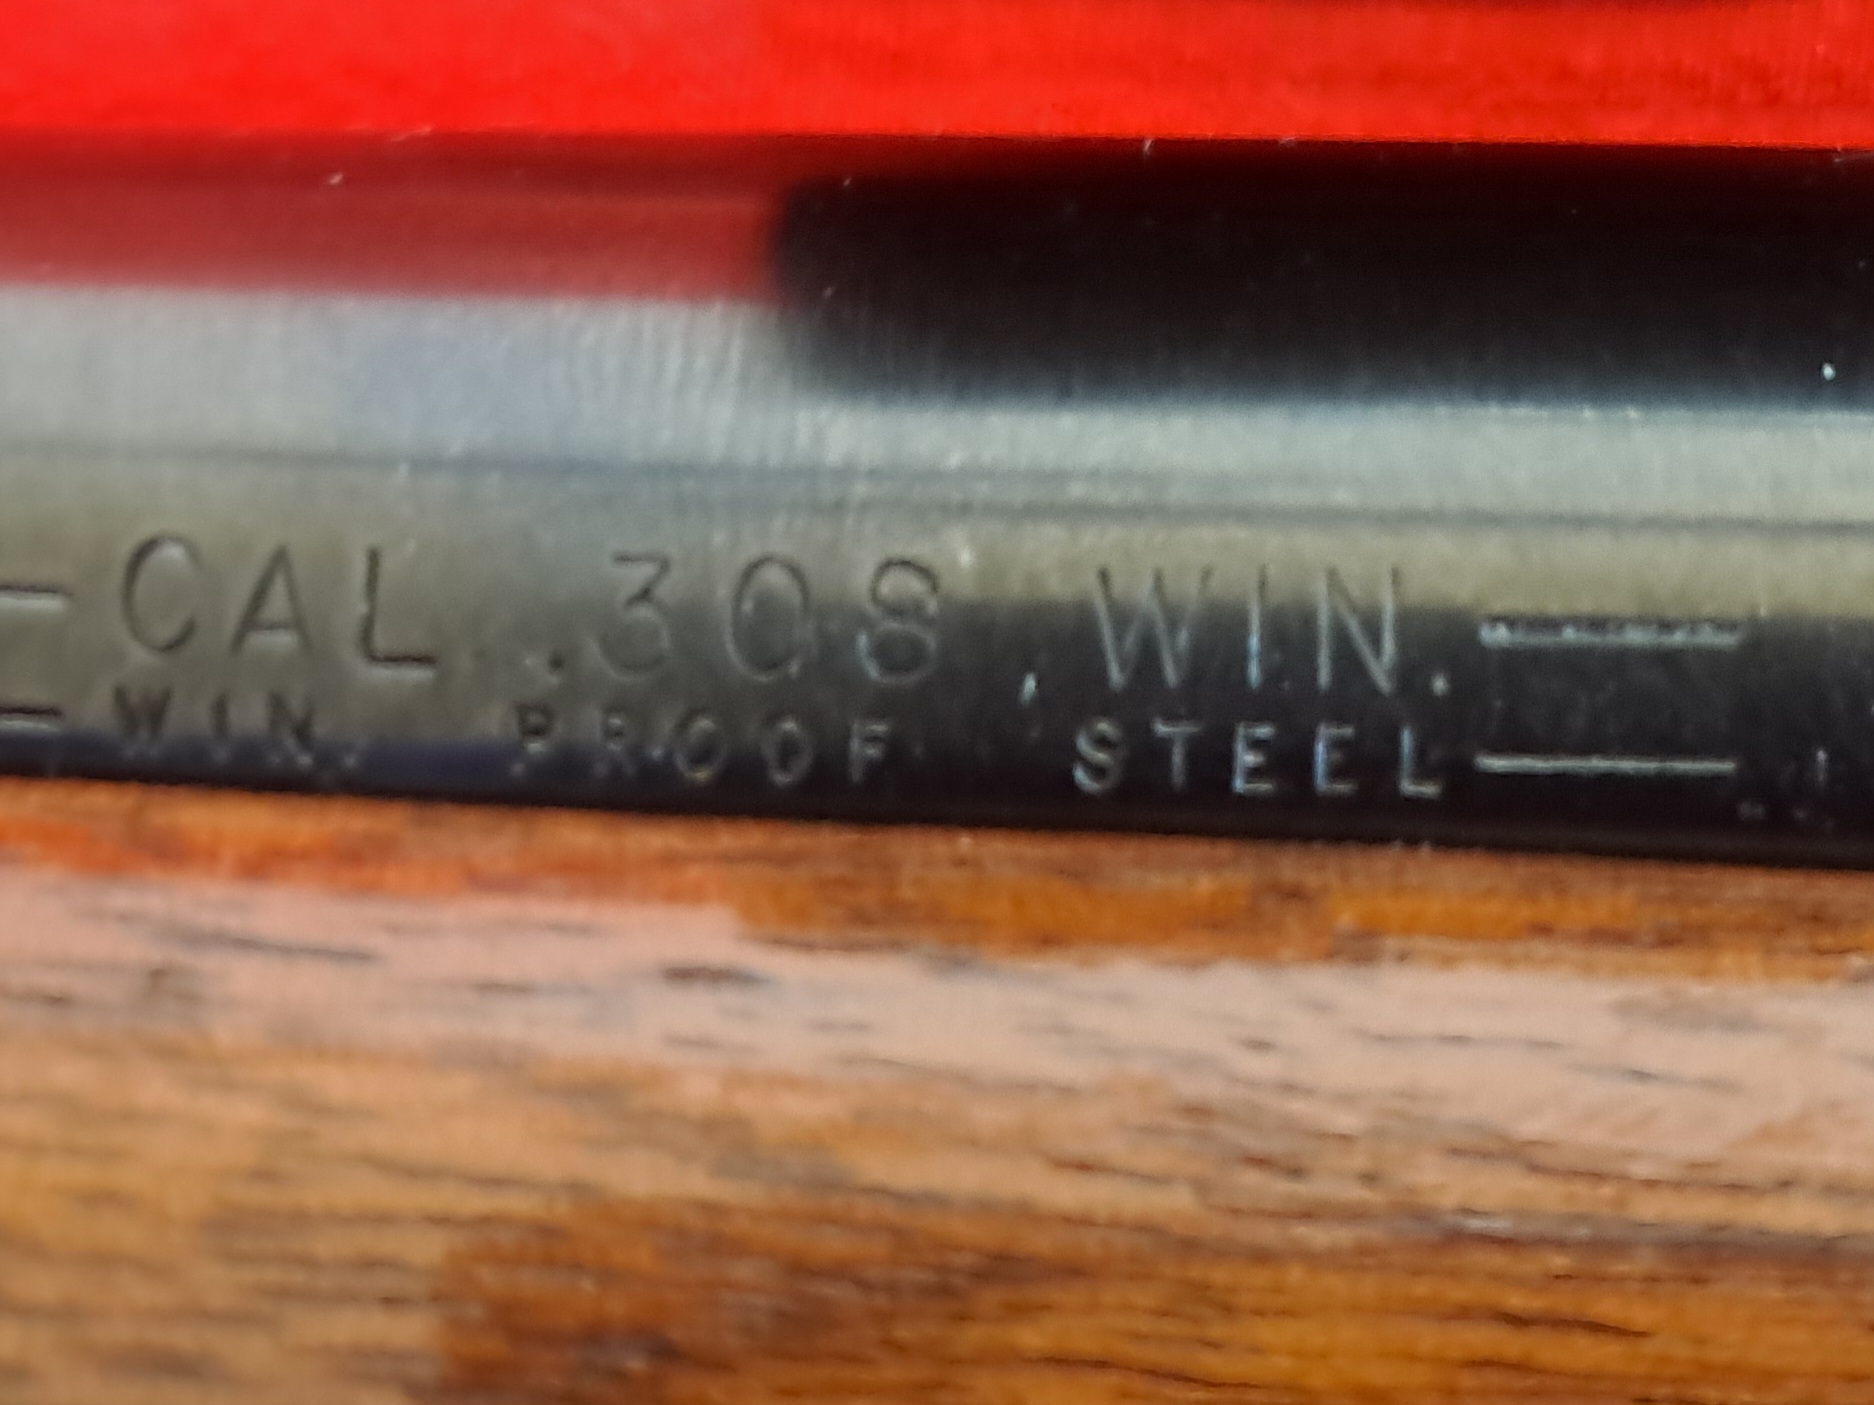 CAL .308 WIN.
WIN. PROOF STEEL